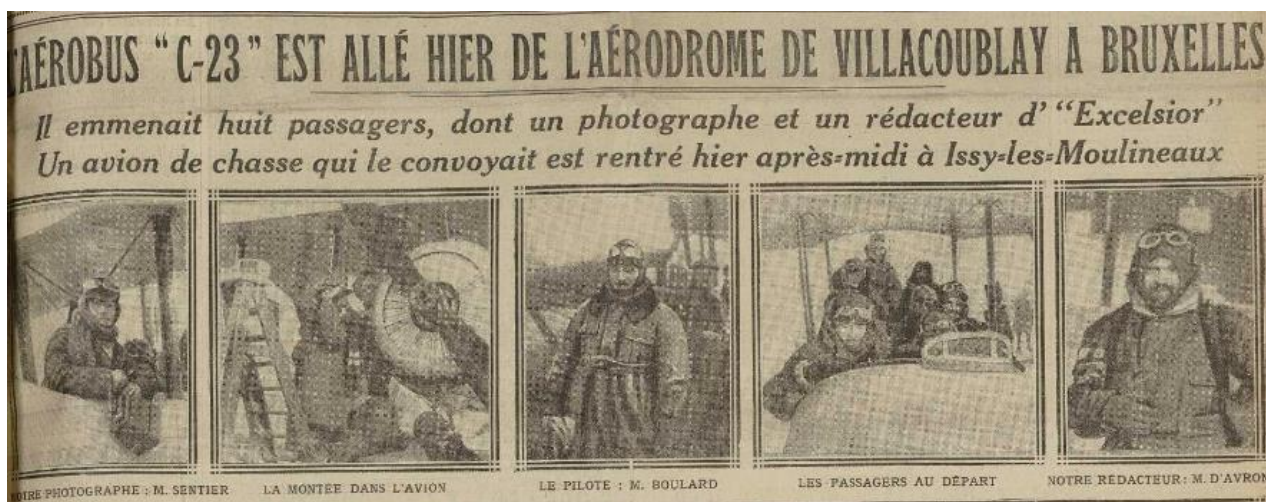 L'AÉROBUS "C-23" EST ALLÉ HIER DE L'AÉRODROME DE VILLACOUBLAY A BRUXELLES
Il emmenait huit passagers, dont un photographe et un rédacteur d' "Excelsior"
Un avion de chasse qui le convoyait est rentré hier après-midi à Issy-les-Moulineaux
NOTRE PHOTOGRAPHE : M. SENTIER
LA MONTÉE DANS L'AVION
LE PILOTE : M. BOULARD
LES PASSAGERS AU DÉPART
NOTRE RÉDACTEUR : M. D'AVRON